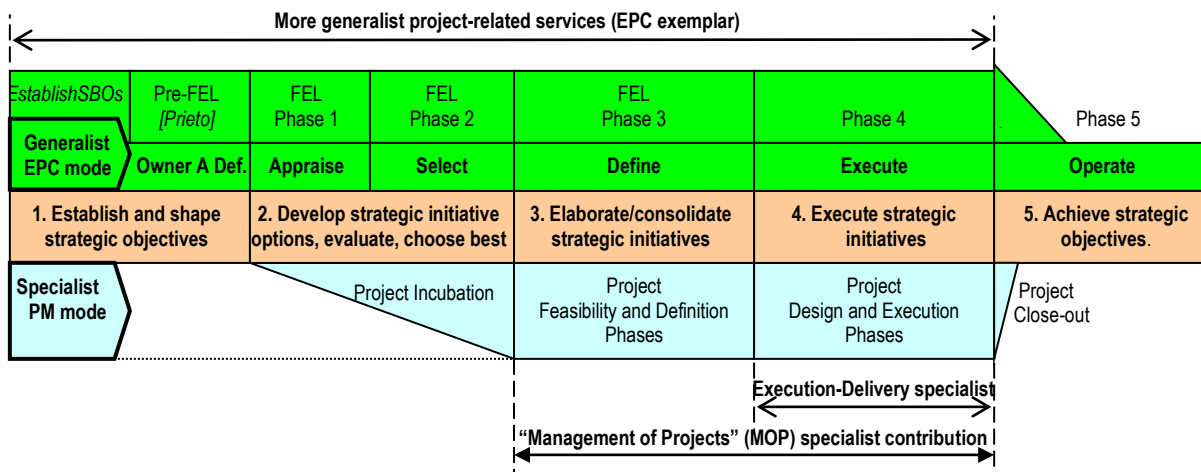 More generalist project-related services (EPC exemplar)
EstablishSBOs
Pre-FEL
[Prieto]
FEL
Phase 1
FEL
Phase 2
FEL
Phase 3
Phase 4
Phase 5
Generalist
EPC mode
Owner A Def.
Appraise
Select
Define
Execute
Operate
1. Establish and shape
strategic objectives
2. Develop strategic initiative
options, evaluate, choose best
3. Elaborate/consolidate
strategic initiatives
4. Execute strategic
initiatives
5. Achieve strategic
objectives.
Specialist
PM mode
Project Incubation
Project
Feasibility and Definition
Phases
Project
Design and Execution
Phases
Project
Close-out
Execution-Delivery specialist
“Management of Projects” (MOP) specialist contribution